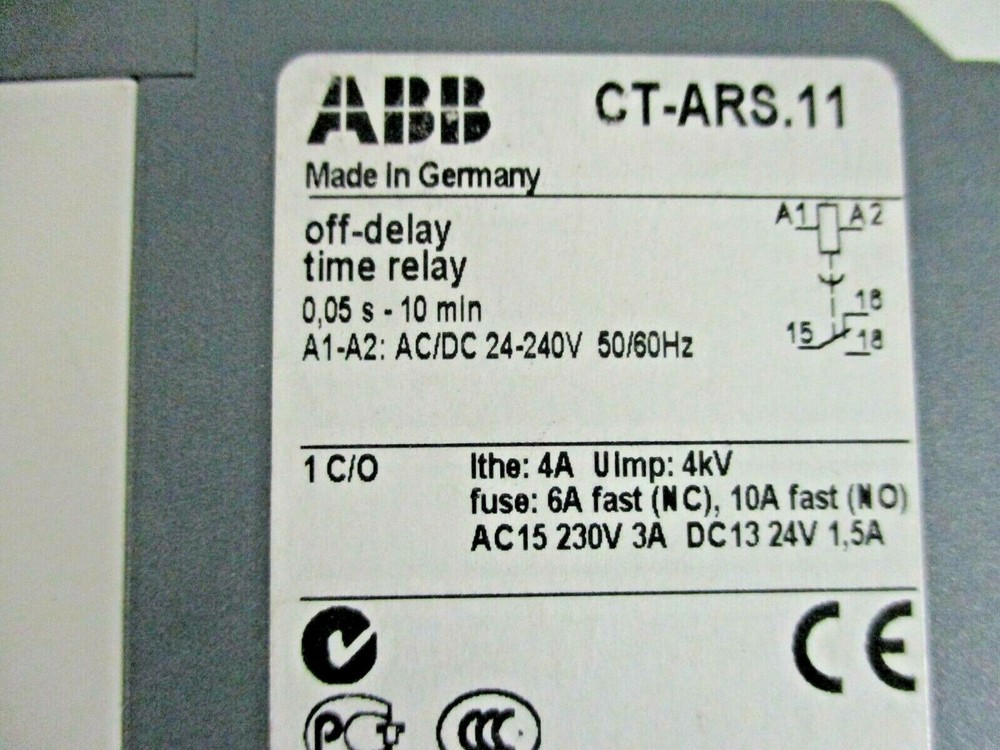 ABB CT-ARS.11
Made in Germany
off-delay
time relay
0,05 s - 10 min
A1-A2: AC/DC 24-240V 50/60Hz
A1 A2
16
15 18
1 C/O Ithe: 4A Uimp: 4kV
fuse: 6A fast (NC), 10A fast (NO)
AC15 230V 3A DC13 24V 1,5A
CE
PCT CCC